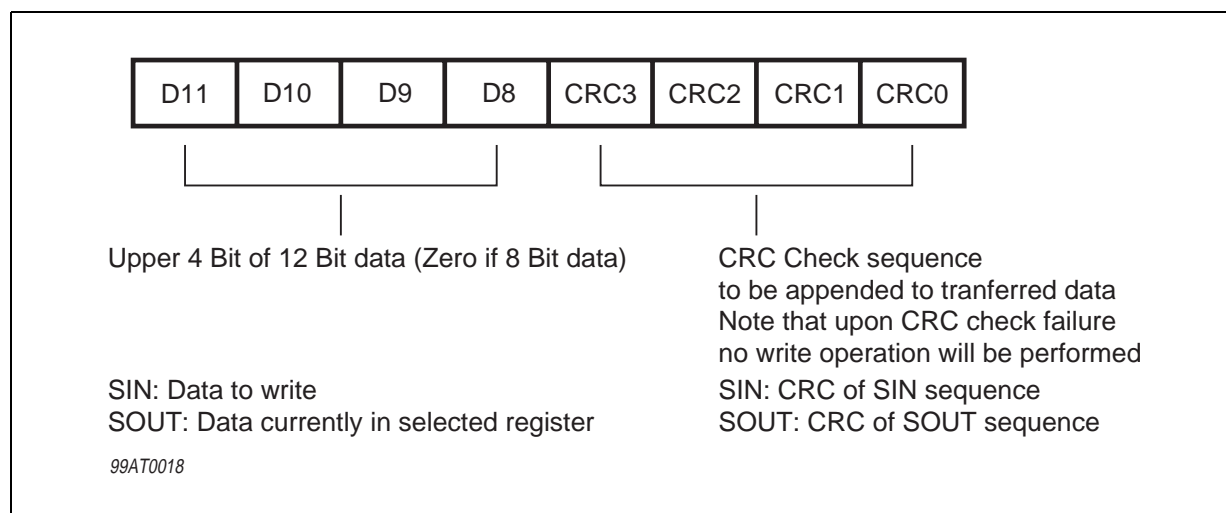 D11 D10 D9 D8 CRC3 CRC2 CRC1 CRC0
Upper 4 Bit of 12 Bit data (Zero if 8 Bit data)
CRC Check sequence
to be appended to tranferred data
Note that upon CRC check failure
no write operation will be performed
SIN: Data to write
SOUT: Data currently in selected register
SIN: CRC of SIN sequence
SOUT: CRC of SOUT sequence
99AT0018